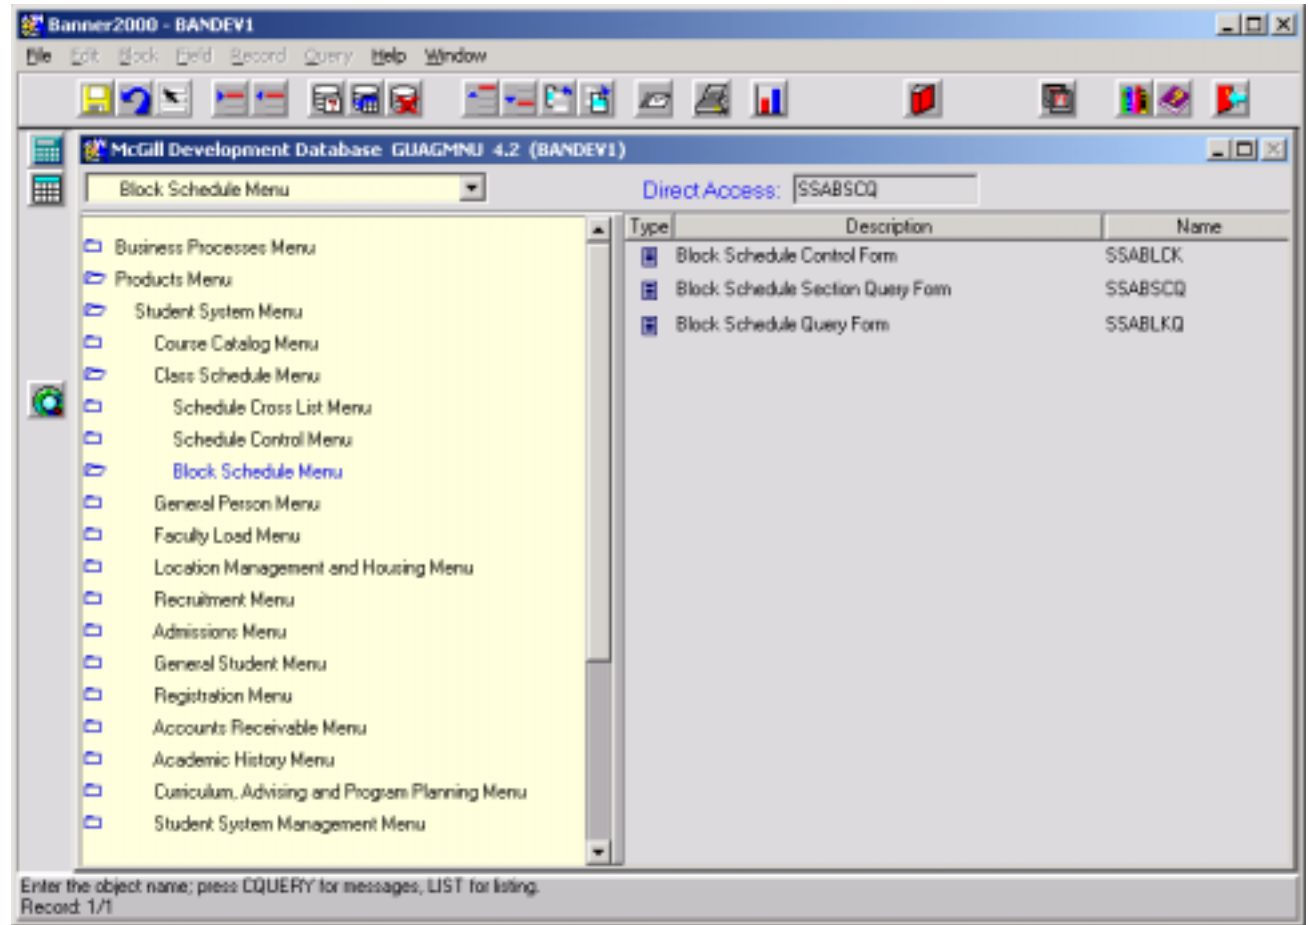 Banner2000 - BANDEV1
File Edit Block Field Record Query Help Window
McGill Development Database GUAGMNU 4.2 (BANDEV1)
Block Schedule Menu
Direct Access: SSABSCQ
Type Description Name
Business Processes Menu
Products Menu
Student System Menu
Course Catalog Menu
Class Schedule Menu
Schedule Cross List Menu
Schedule Control Menu
Block Schedule Menu
General Person Menu
Faculty Load Menu
Location Management and Housing Menu
Recruitment Menu
Admissions Menu
General Student Menu
Registration Menu
Accounts Receivable Menu
Academic History Menu
Curriculum, Advising and Program Planning Menu
Student System Management Menu
Block Schedule Control Form SSABLCK
Block Schedule Section Query Form SSABSCQ
Block Schedule Query Form SSABLKQ
Enter the object name; press CQUERY for messages, LIST for listing.
Record: 1/1